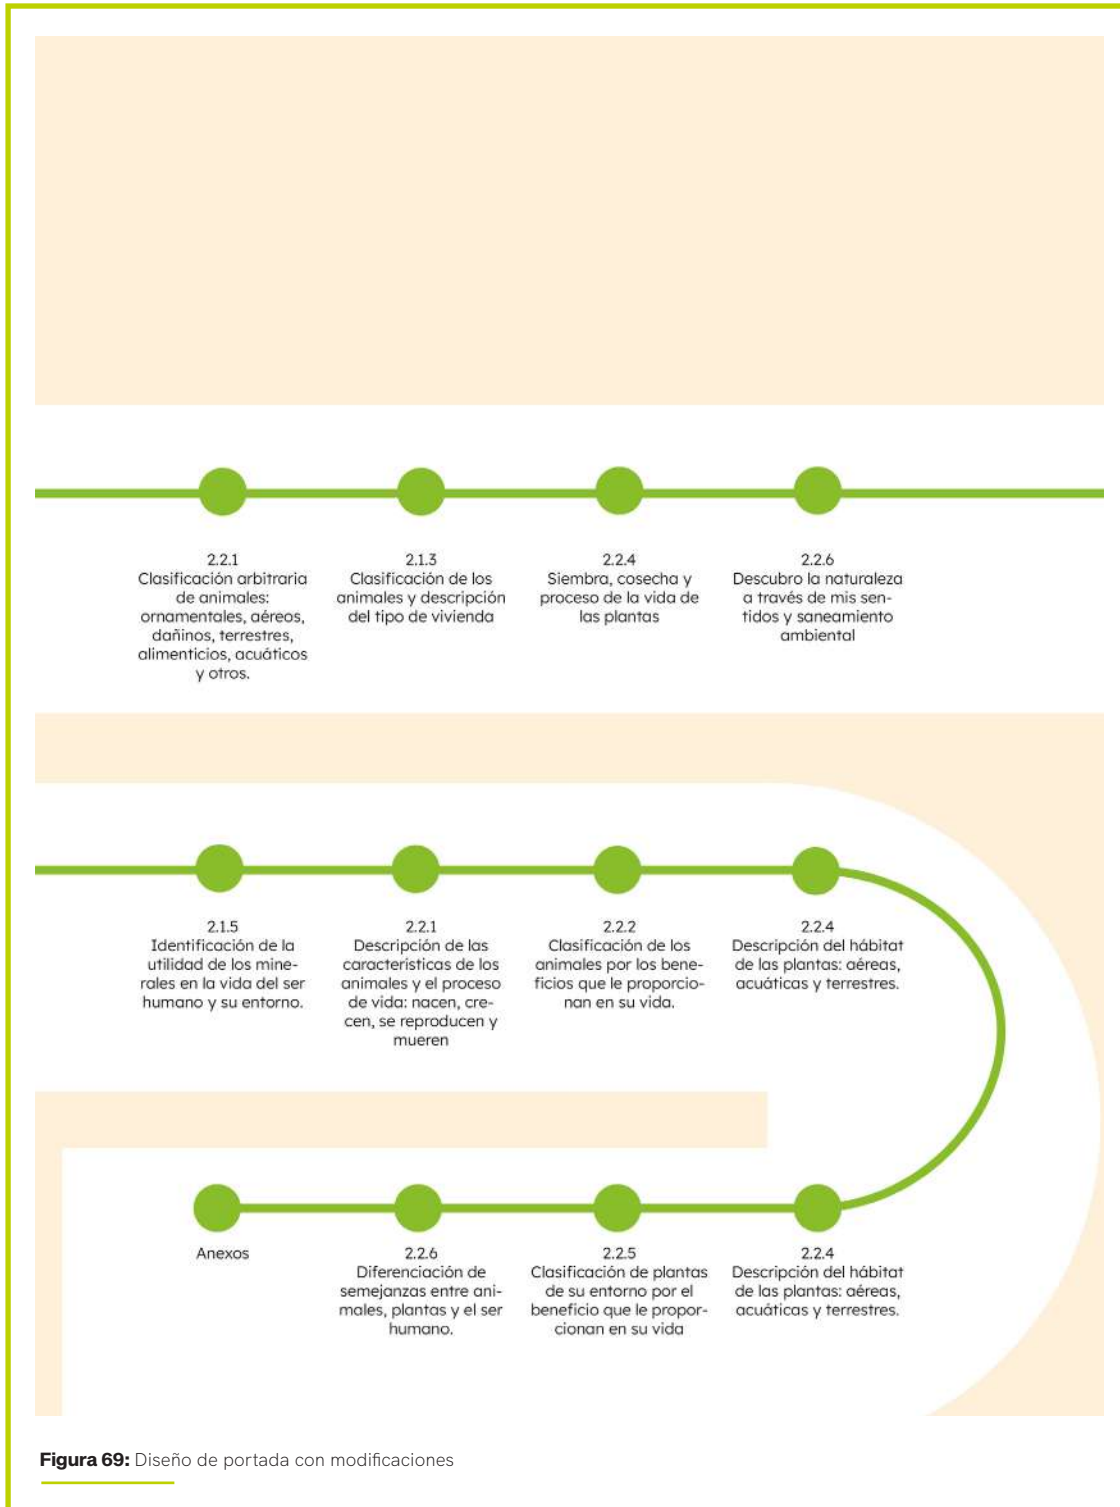 2.2.1
Clasificación arbitraria
de animales:
ornamentales, aéreos,
dañinos, terrestres,
alimenticios, acuáticos
y otros.
2.1.3
Clasificación de los
animales y descripción
del tipo de vivienda
2.2.4
Siembra, cosecha y
proceso de la vida de
las plantas
2.2.6
Descubro la naturaleza
a través de mis sen-
tidos y saneamiento
ambiental
2.1.5
Identificación de la
utilidad de los mine-
rales en la vida del ser
humano y su entorno.
2.2.1
Descripción de las
características de los
animales y el proceso
de vida: nacen, cre-
cen, se reproducen y
mueren
2.2.2
Clasificación de los
animales por los bene-
ficios que le proporcio-
nan en su vida.
2.2.4
Descripción del hábitat
de las plantas: aéreas,
acuáticas y terrestres.
Anexos
2.2.6
Diferenciación de
semejanzas entre ani-
males, plantas y el ser
humano.
2.2.5
Clasificación de plantas
de su entorno por el
beneficio que le propor-
cionan en su vida
2.2.4
Descripción del hábitat
de las plantas: aéreas,
acuáticas y terrestres.
Figura 69: Diseño de portada con modificaciones